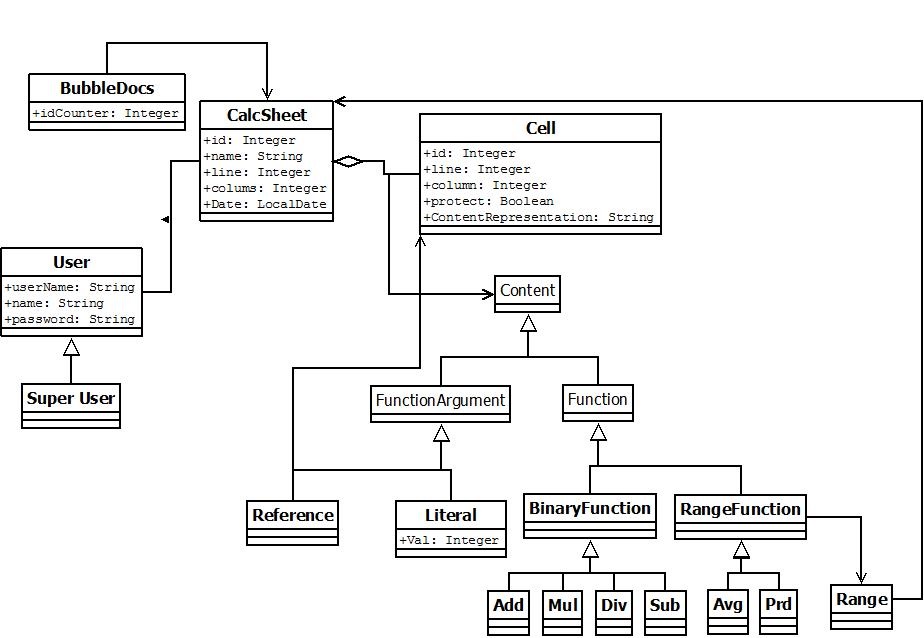 BubbleDocs
+idCounter: Integer
CalcSheet
+id: Integer
+name: String
+line: Integer
+colums: Integer
+Date: LocalDate
Cell
+id: Integer
+line: Integer
+column: Integer
+protect: Boolean
+ContentRepresentation: String
User
+userName: String
+name: String
+password: String
Content
Super User
FunctionArgument
Function
Reference
Literal
+Val: Integer
BinaryFunction
RangeFunction
Add
Mul
Div
Sub
Avg
Prd
Range